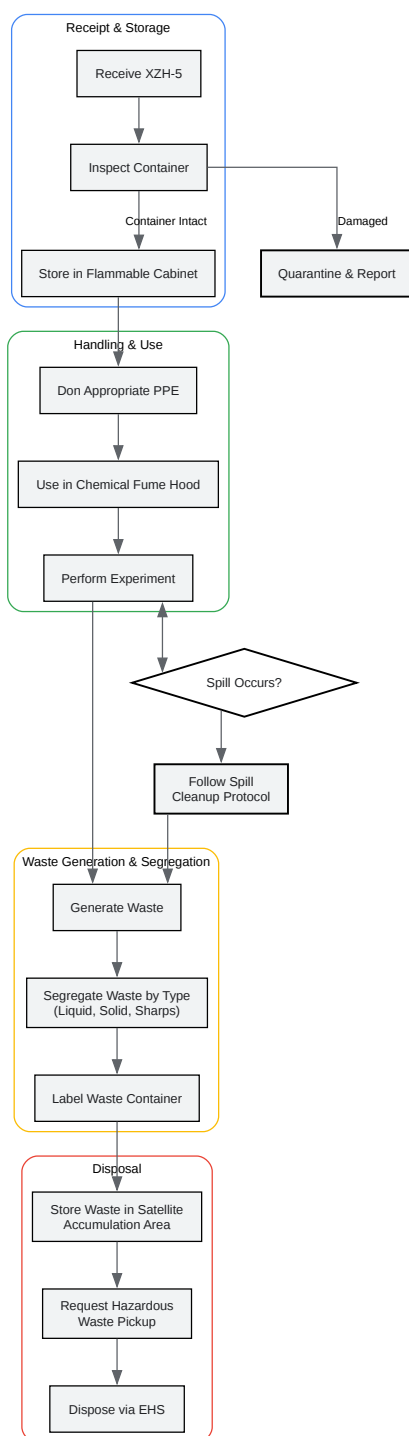 Receipt & Storage
Receive XZH-5
Inspect Container
Container Intact
Damaged
Store in Flammable Cabinet
Quarantine & Report
Handling & Use
Don Appropriate PPE
Use in Chemical Fume Hood
Perform Experiment
Spill Occurs?
Follow Spill
Cleanup Protocol
Waste Generation & Segregation
Generate Waste
Segregate Waste by Type
(Liquid, Solid, Sharps)
Label Waste Container
Disposal
Store Waste in Satellite
Accumulation Area
Request Hazardous
Waste Pickup
Dispose via EHS